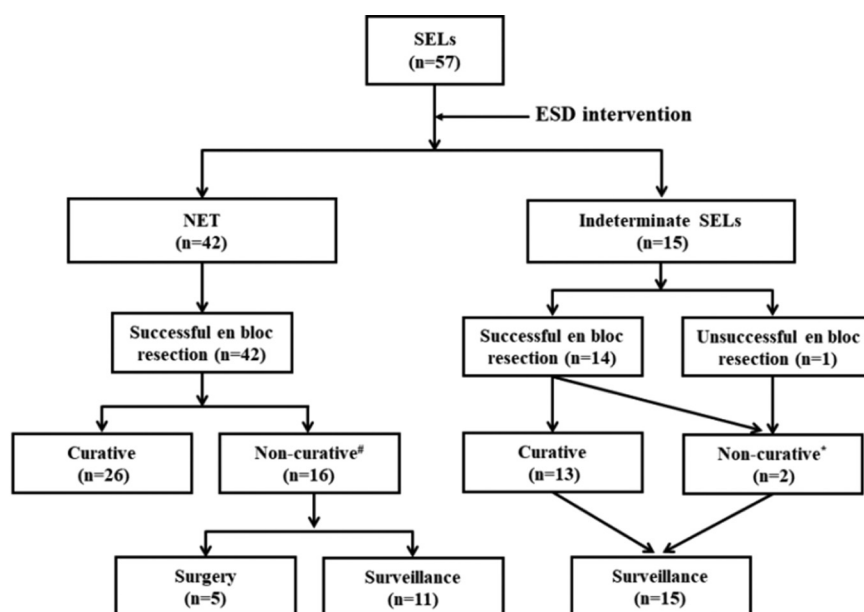 SELs
(n=57)
ESD intervention
NET
(n=42)
Indeterminate SELs
(n=15)
Successful en bloc
resection (n=42)
Successful en bloc
resection (n=14)
Unsuccessful en bloc
resection (n=1)
Curative
(n=26)
Non-curative#
(n=16)
Curative
(n=13)
Non-curative*
(n=2)
Surgery
(n=5)
Surveillance
(n=11)
Surveillance
(n=15)